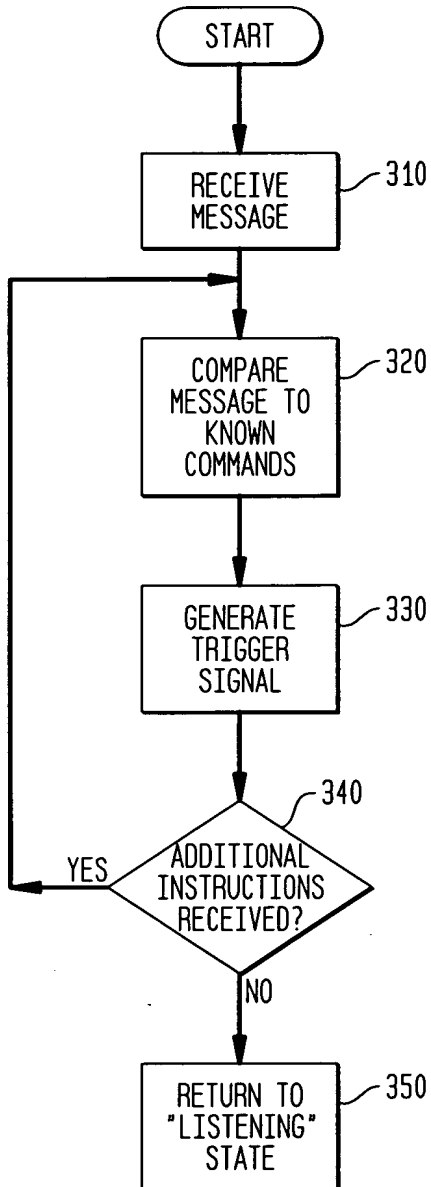 START
RECEIVE
MESSAGE
310
COMPARE
MESSAGE TO
KNOWN
COMMANDS
320
GENERATE
TRIGGER
SIGNAL
330
340
ADDITIONAL
INSTRUCTIONS
RECEIVED?
YES
NO
RETURN TO
"LISTENING"
STATE
350